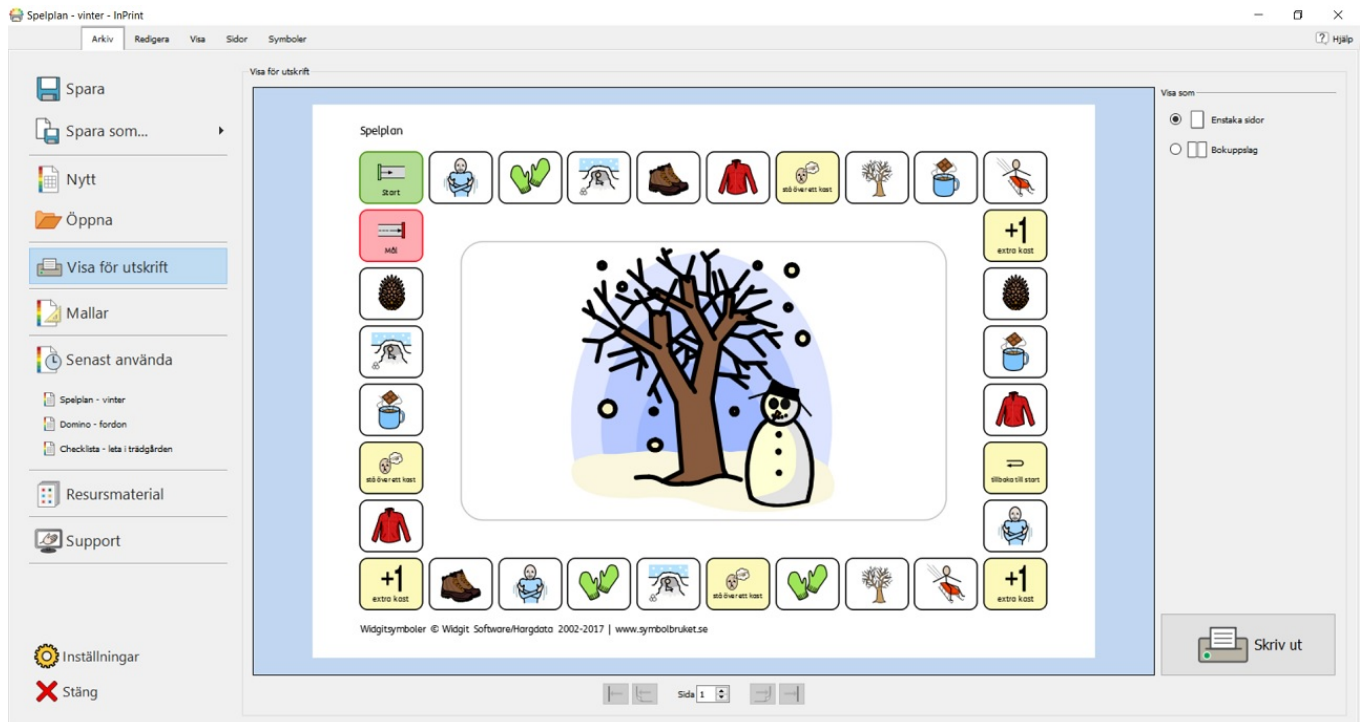 Spelplan - vinter - InPrint
Arkiv Redigera Visa Sidor Symboler
Hjälp
Spara
Spara som...
Nytt
Öppna
Visa för utskrift
Mallar
Senast använda
Spelplan - vinter
Domino - fordon
Checklista - leta i trädgården
Resursmaterial
Support
Inställningar
Stäng
Visa för utskrift
Spelplan
Start
stå över ett kast
Mål
+1
extra kast
stå över ett kast
tillbaka till start
+1
extra kast
stå över ett kast
+1
extra kast
Widgitsymboler © Widgit Software/Hargdata 2002-2017 | www.symbolbruket.se
Sida 1
Visa som
Enstaka sidor
Bokuppslag
Skriv ut